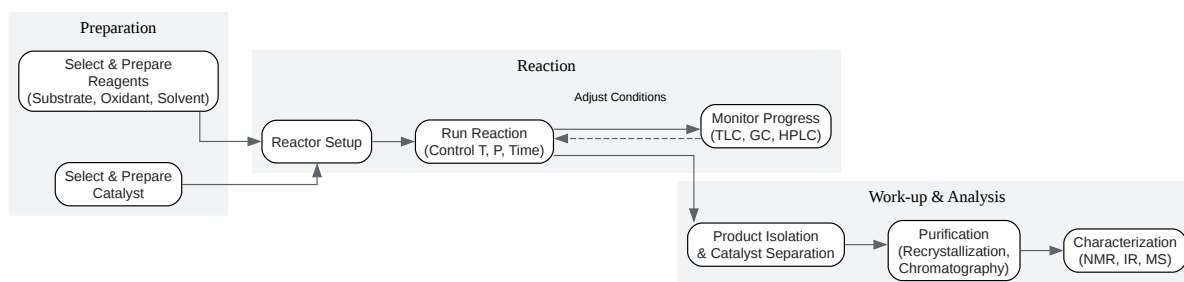 Preparation
Select & Prepare
Reagents
(Substrate, Oxidant, Solvent)
Select & Prepare
Catalyst
Reaction
Reactor Setup
Run Reaction
(Control T, P, Time)
Adjust Conditions
Monitor Progress
(TLC, GC, HPLC)
Work-up & Analysis
Product Isolation
& Catalyst Separation
Purification
(Recrystallization,
Chromatography)
Characterization
(NMR, IR, MS)